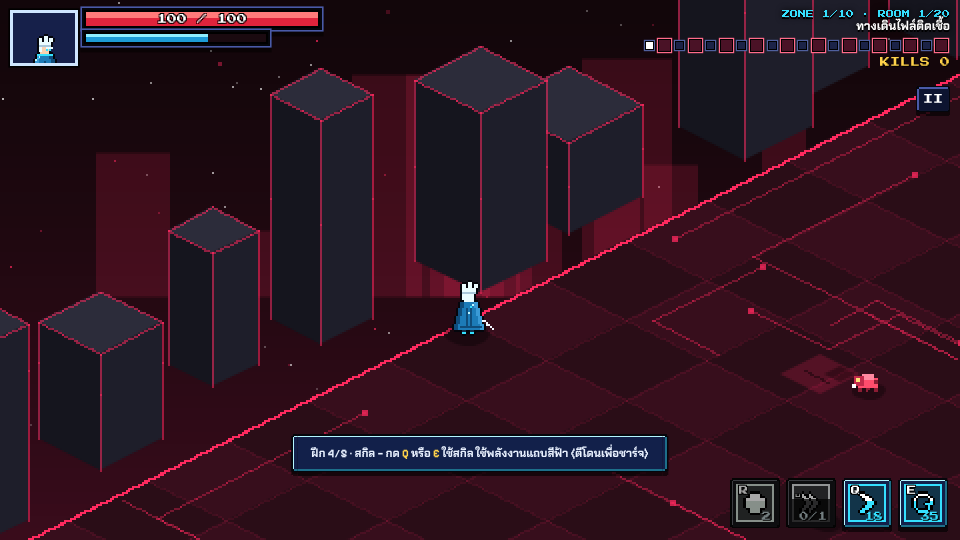 100 / 100
ZONE 1/10 · ROOM 1/20
ทางเดินไฟล์ติดเชื้อ
KILLS 0
II
ฝึก 4/8 · สกิล - กด Q หรือ E ใช้สกิล ใช้พลังงานแถบสีฟ้า (ตีโดนเพื่อชาร์จ)
R
2
0/1
Q
18
E
35